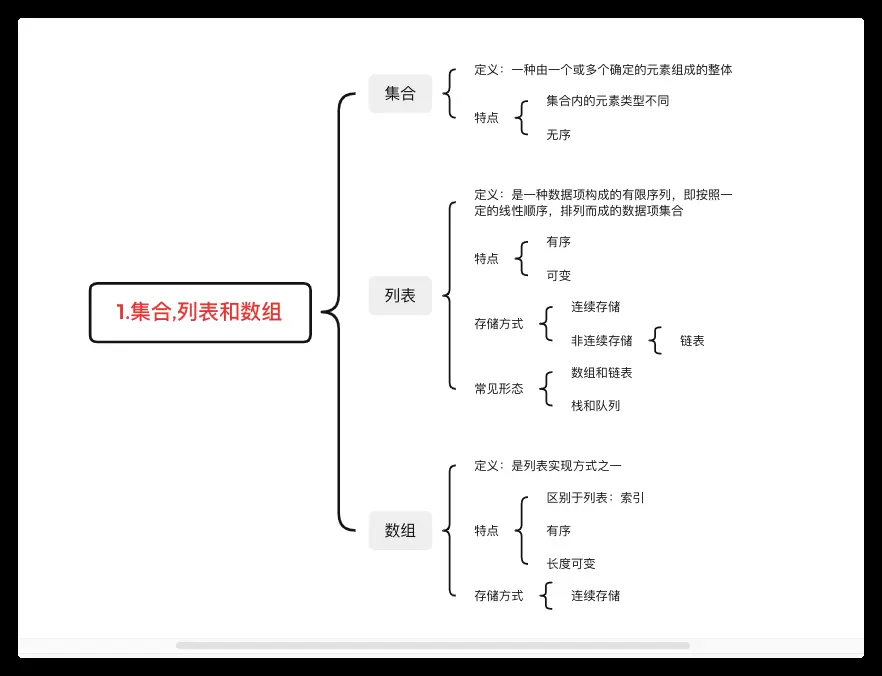 1.集合,列表和数组
集合
定义：一种由一个或多个确定的元素组成的整体
特点
集合内的元素类型不同
无序
列表
定义：是一种数据项构成的有限序列，即按照一
定的线性顺序，排列而成的数据项集合
特点
有序
可变
存储方式
连续存储
非连续存储
链表
常见形态
数组和链表
栈和队列
数组
定义：是列表实现方式之一
特点
区别于列表：索引
有序
长度可变
存储方式
连续存储